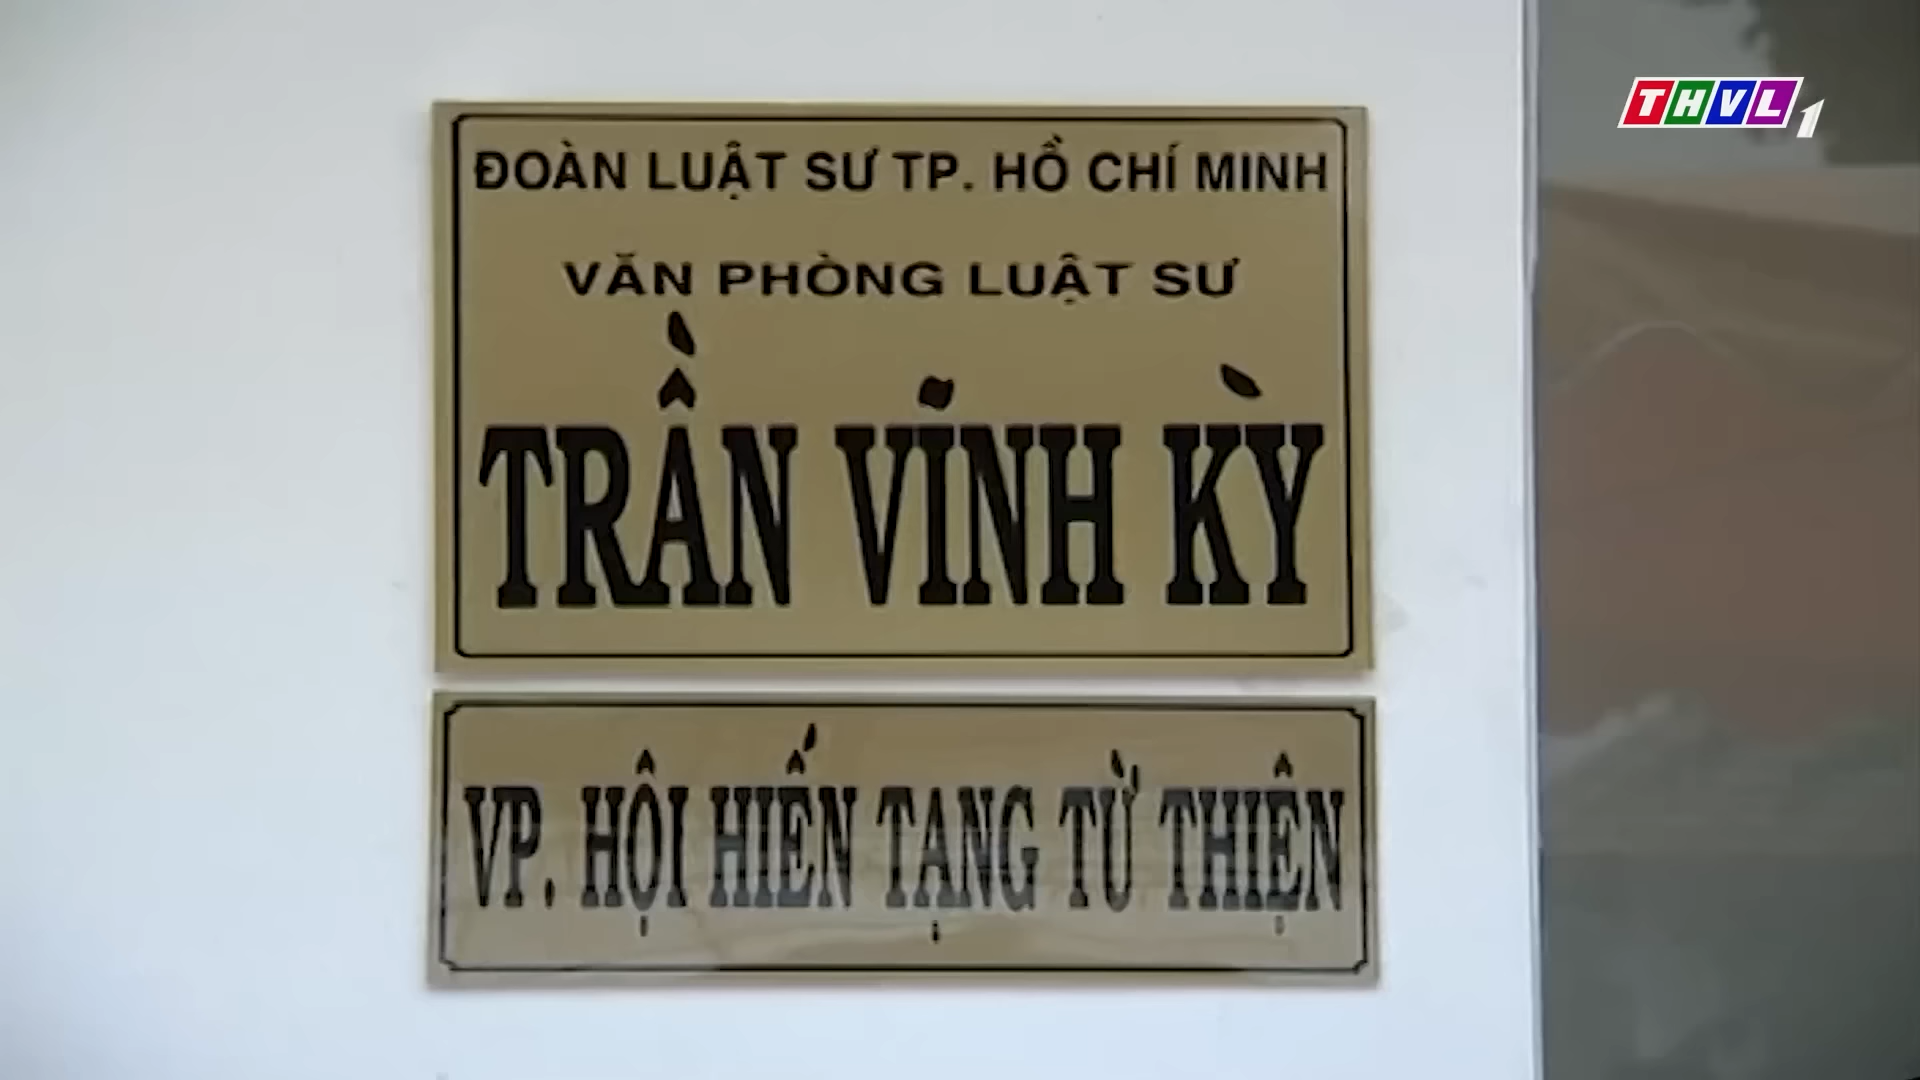 THVL1
ĐOÀN LUẬT SƯ TP. HỒ CHÍ MINH
VĂN PHÒNG LUẬT SƯ
TRẦN VĨNH KỲ
VP. HỘI HIẾN TẠNG TỪ THIỆN